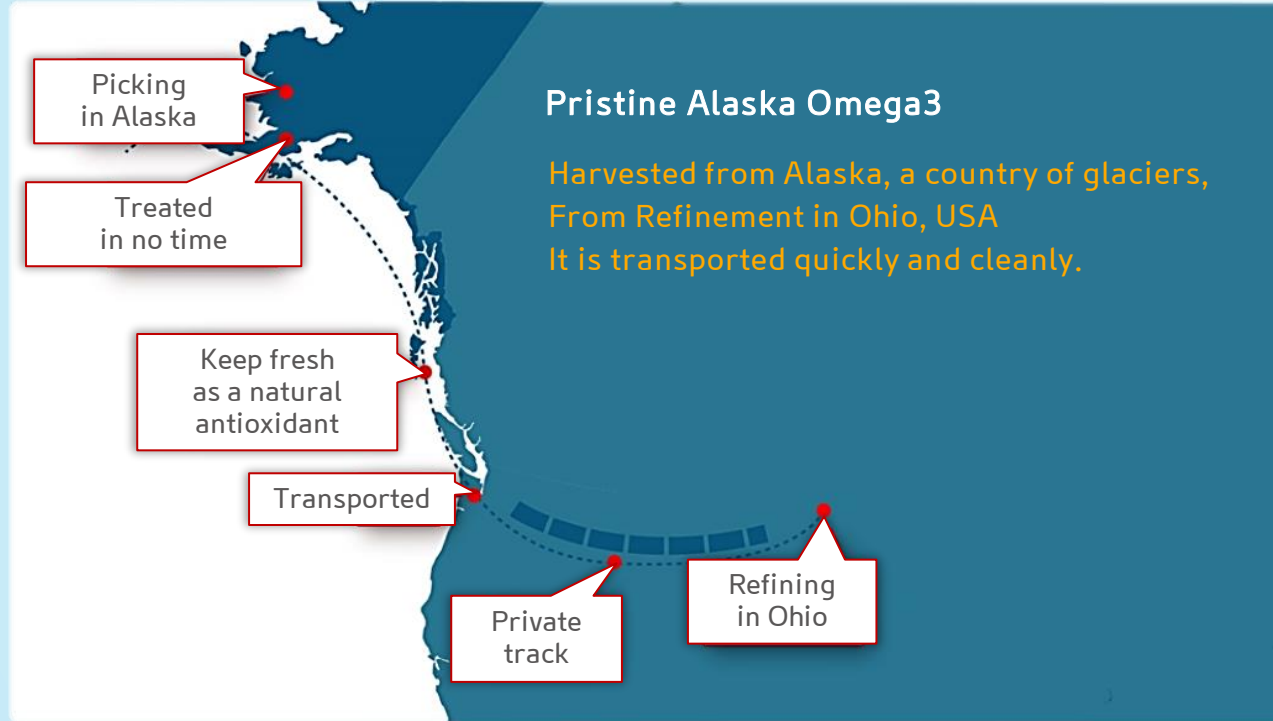 Pristine Alaska Omega3
Harvested from Alaska, a country of glaciers,
From Refinement in Ohio, USA
It is transported quickly and cleanly.
Picking
in Alaska
Treated
in no time
Keep fresh
as a natural
antioxidant
Transported
Private
track
Refining
in Ohio